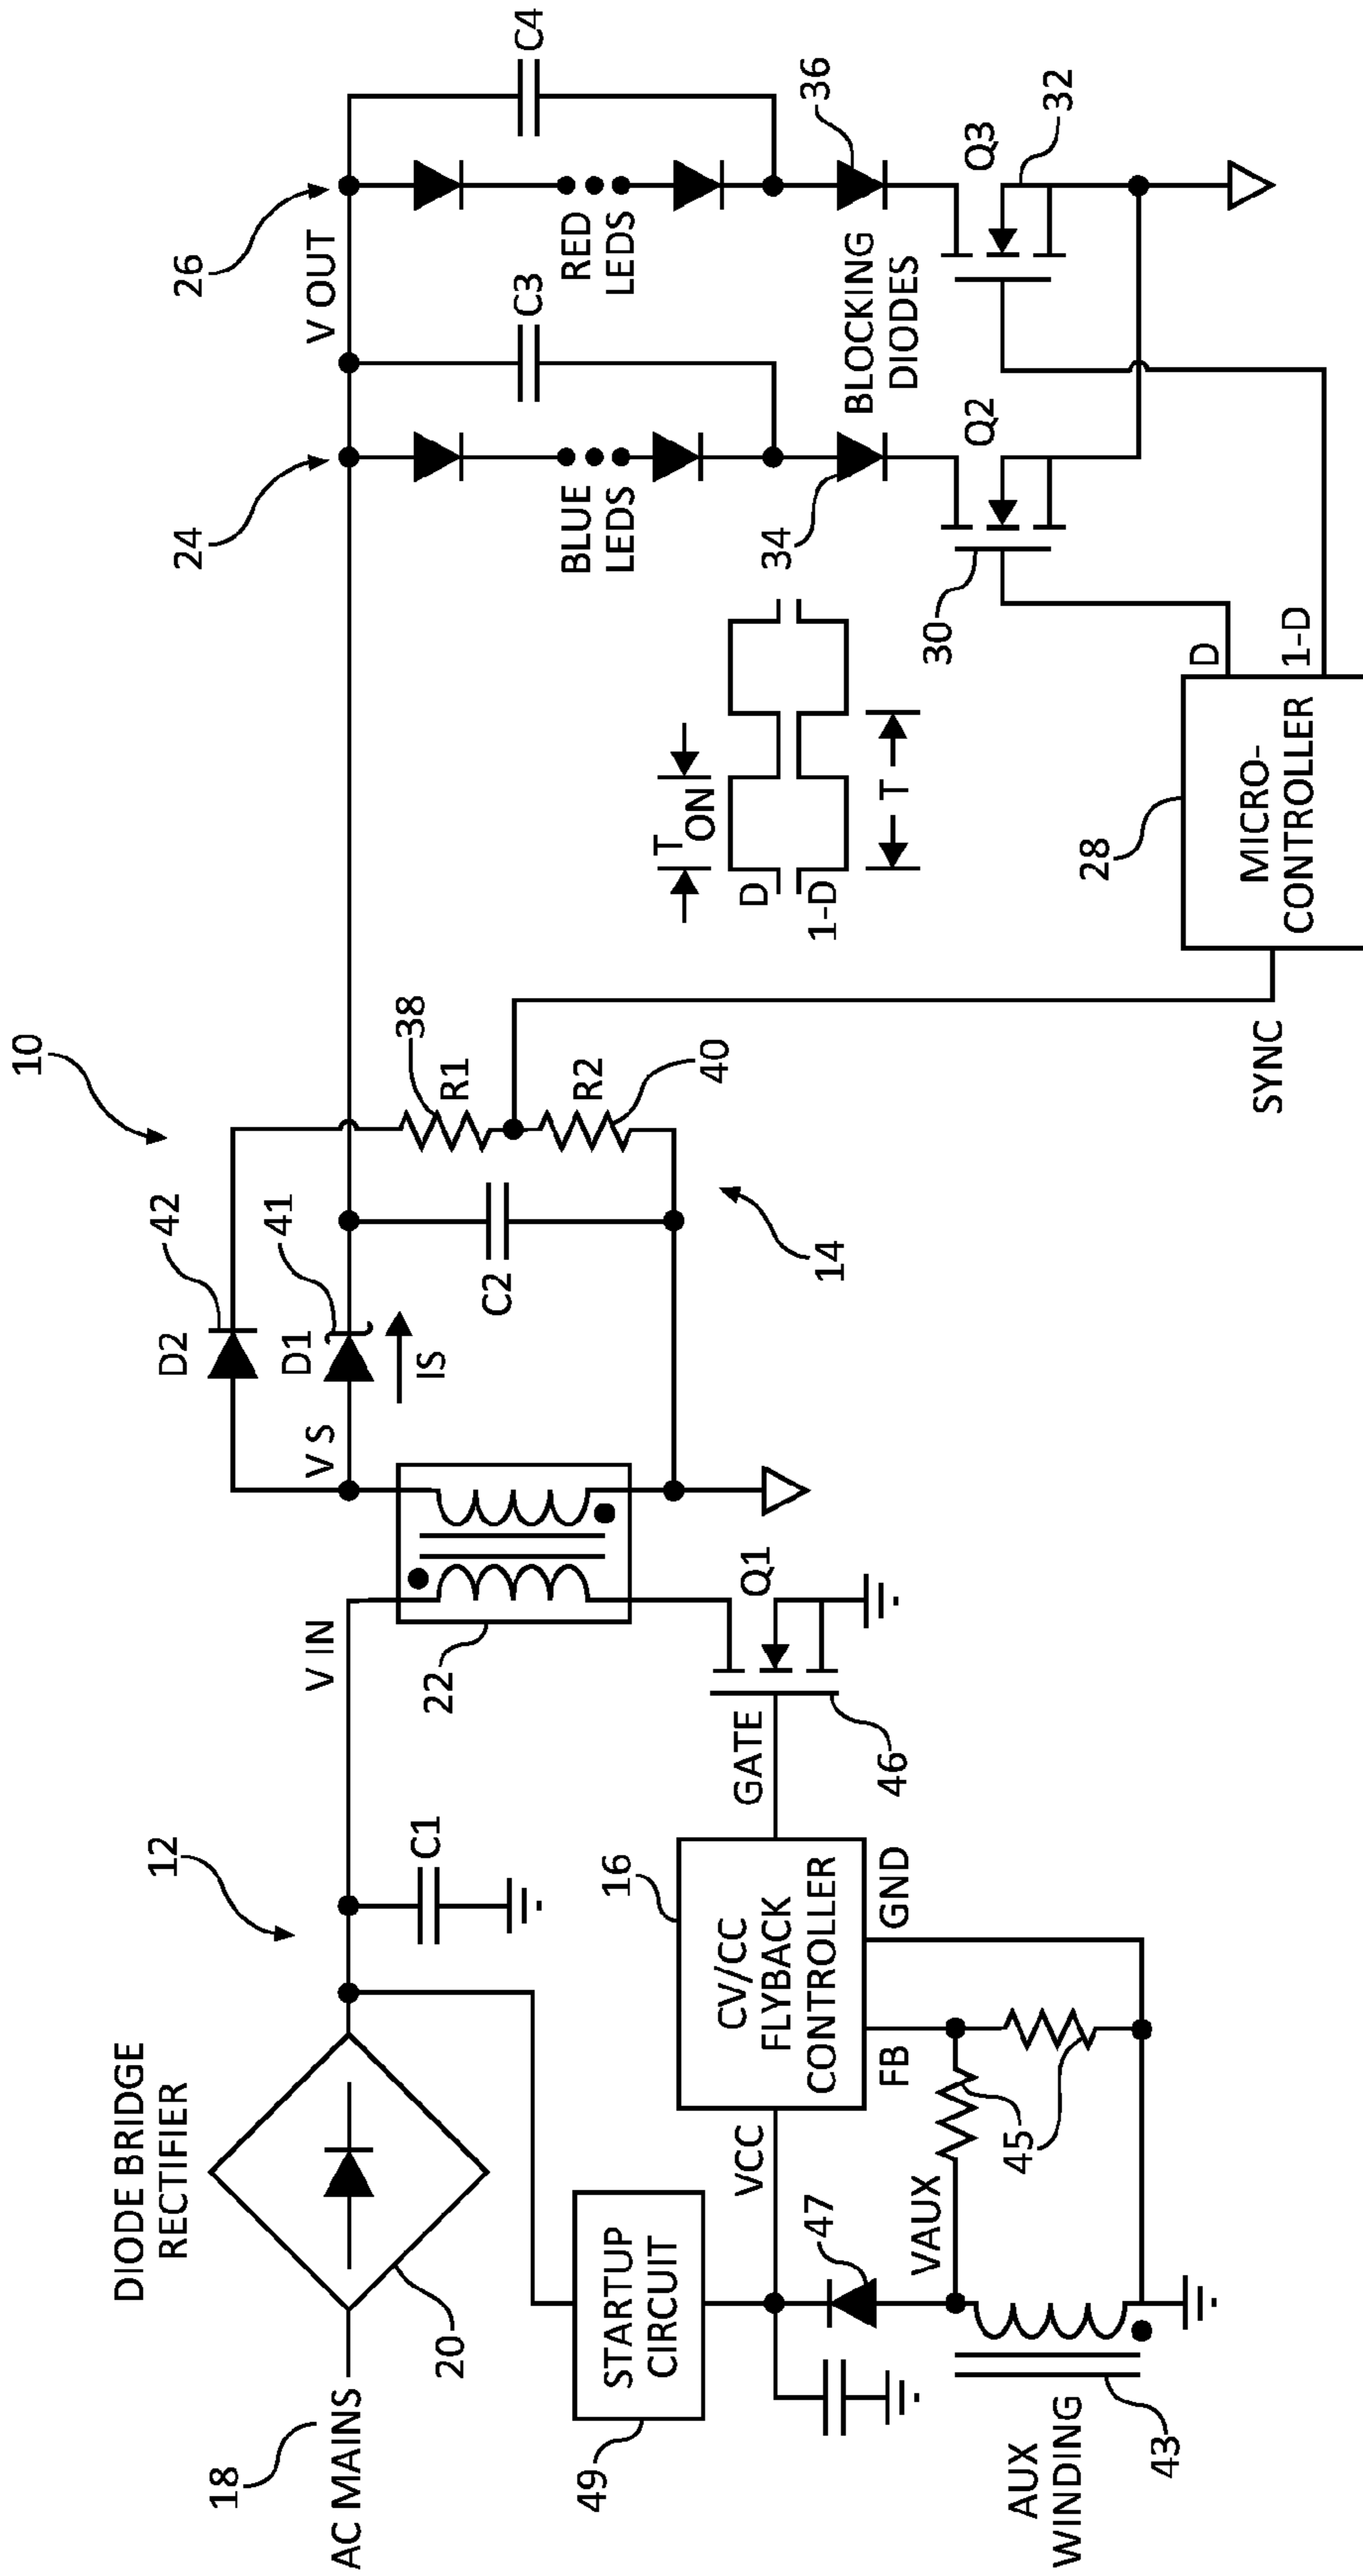 10
12
18
AC MAINS
DIODE BRIDGE
RECTIFIER
20
C1
V IN
22
V S
D2
42
D1
41
IS
C2
14
R1
38
R2
40
V OUT
24
26
BLUE
LEDS
C3
RED
LEDS
C4
34
BLOCKING
DIODES
36
30
Q2
Q3
32
T ON
D
1-D
T
28
MICRO-
CONTROLLER
D
1-D
SYNC
49
STARTUP
CIRCUIT
VCC
16
CV/CC
FLYBACK
CONTROLLER
GATE
Q1
46
FB
GND
47
VAUX
45
AUX
WINDING
43